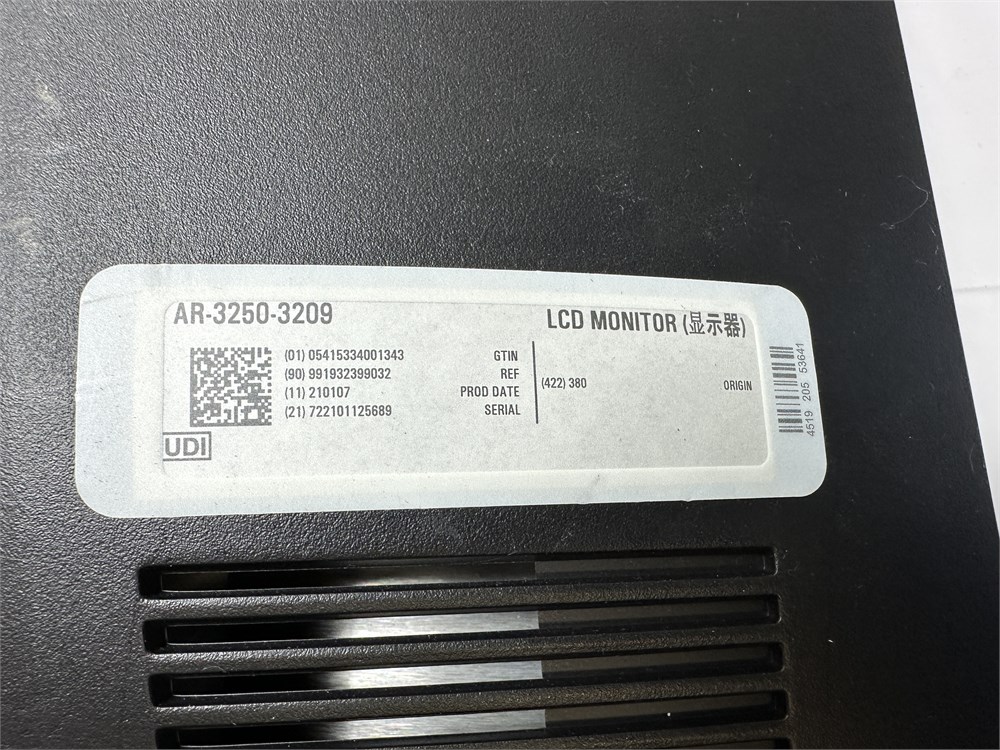 AR-3250-3209
LCD MONITOR (显示器)
(01) 05415334001343 GTIN
(90) 991932399032 REF
(11) 210107 PROD DATE
(21) 722101125689 SERIAL
(422) 380 ORIGIN
UDI
4519 205 53641